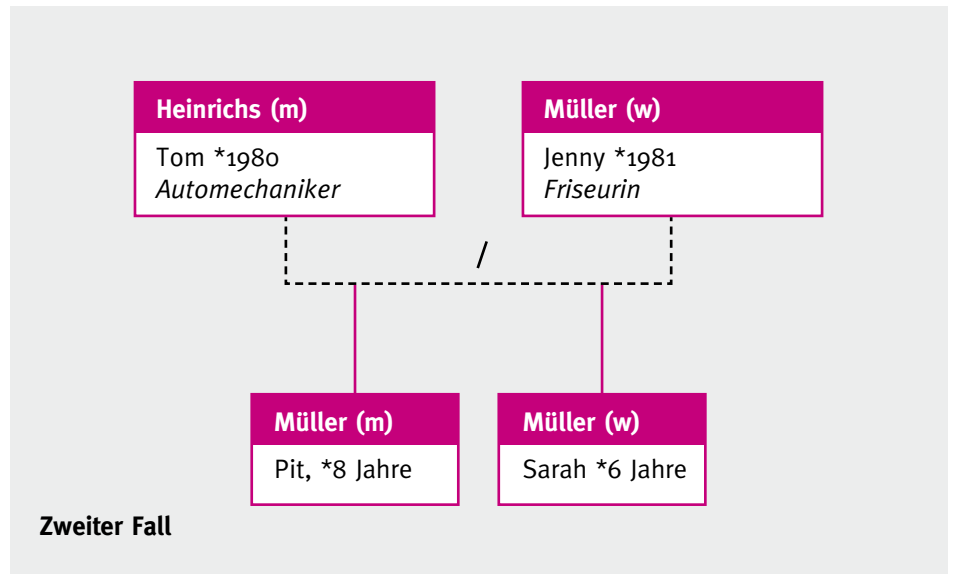 Heinrichs (m)
Tom *1980
Automechaniker
Müller (w)
Jenny *1981
Friseurin
/
Müller (m)
Pit, *8 Jahre
Müller (w)
Sarah *6 Jahre
Zweiter Fall